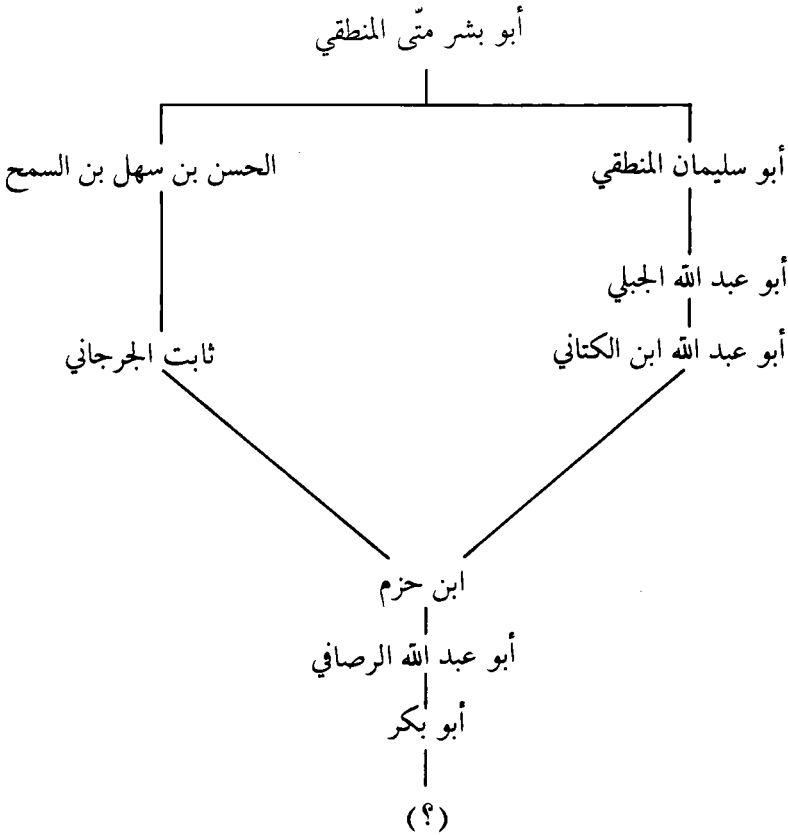 أبو بشر متّى المنطقي
أبو سليمان المنطقي
الحسن بن سهل بن السمح
أبو عبد الله الجبلي
أبو عبد الله ابن الكتاني
ثابت الجرجاني
ابن حزم
أبو عبد الله الرصافي
أبو بكر
(؟)